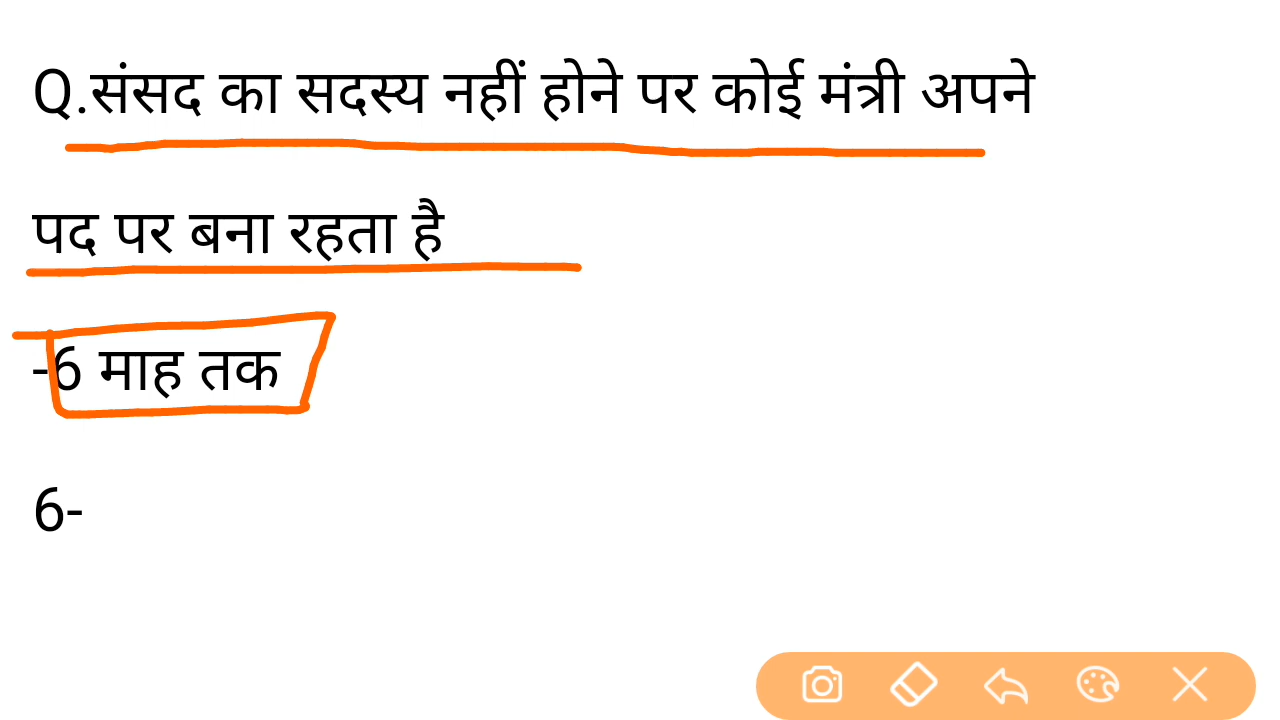 Q.संसद का सदस्य नहीं होने पर कोई मंत्री अपने
पद पर बना रहता है
-6 माह तक
6-